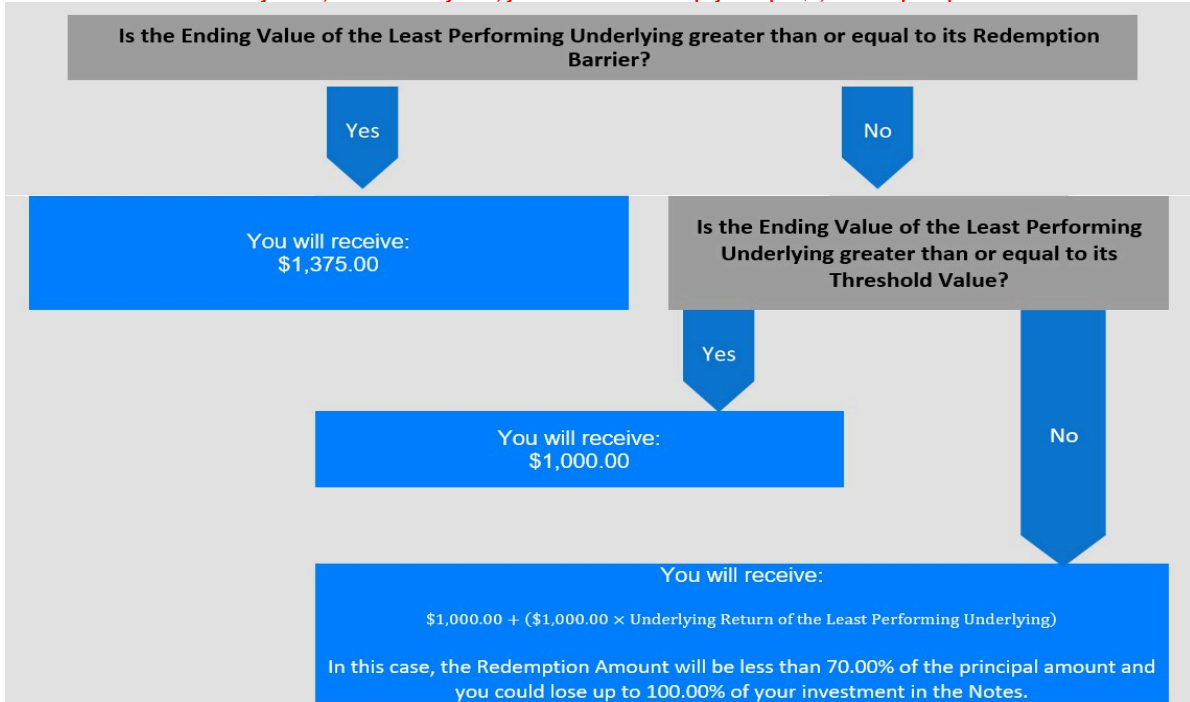 Is the Ending Value of the Least Performing Underlying greater than or equal to its Redemption
Barrier?
Yes
No
You will receive:
$1,375.00
Is the Ending Value of the Least Performing
Underlying greater than or equal to its
Threshold Value?
Yes
No
You will receive:
$1,000.00
You will receive:
$1,000.00 + ($1,000.00 × Underlying Return of the Least Performing Underlying)
In this case, the Redemption Amount will be less than 70.00% of the principal amount and
you could lose up to 100.00% of your investment in the Notes.